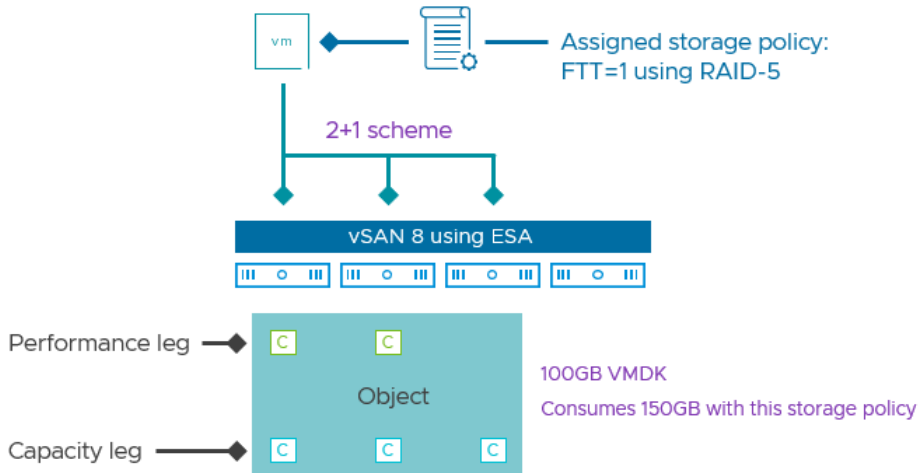 vm
Assigned storage policy:
FTT=1 using RAID-5
2+1 scheme
vSAN 8 using ESA
Performance leg
C C
Object
100GB VMDK
Consumes 150GB with this storage policy
Capacity leg
C C C